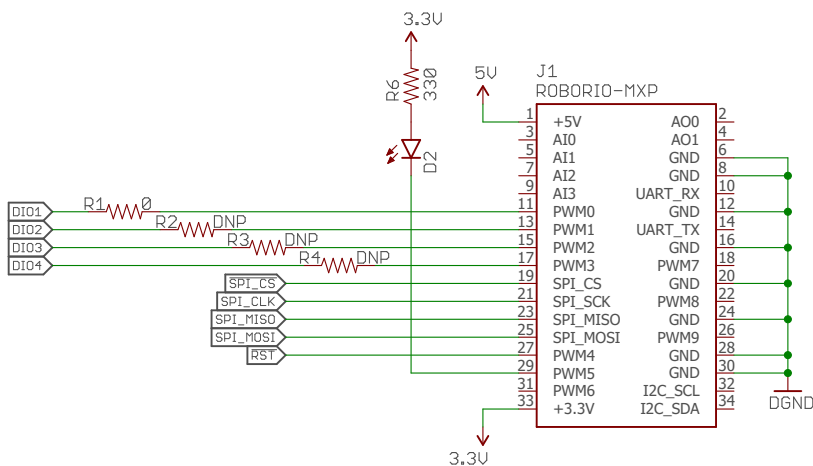 3.3V
R6
330
D2
5V
J1
ROBORIO-MXP
1 +5V AO0 2
3 AI0 AO1 4
5 AI1 GND 6
7 AI2 GND 8
9 AI3 UART_RX 10
DIO1 R1 0 11 PWM0 GND 12
DIO2 R2 DNP 13 PWM1 UART_TX 14
DIO3 R3 DNP 15 PWM2 GND 16
DIO4 R4 DNP 17 PWM3 PWM7 18
SPI_CS 19 SPI_CS GND 20
SPI_CLK 21 SPI_SCK PWM8 22
SPI_MISO 23 SPI_MISO GND 24
SPI_MOSI 25 SPI_MOSI PWM9 26
RST 27 PWM4 GND 28
29 PWM5 GND 30
31 PWM6 I2C_SCL 32
33 +3.3V I2C_SDA 34
DGND
3.3V